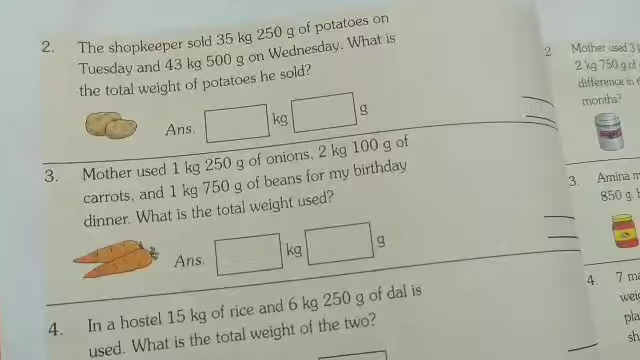 2. The shopkeeper sold 35 kg 250 g of potatoes on
Tuesday and 43 kg 500 g on Wednesday. What is
the total weight of potatoes he sold?
Ans. kg g
3. Mother used 1 kg 250 g of onions, 2 kg 100 g of
carrots, and 1 kg 750 g of beans for my birthday
dinner. What is the total weight used?
Ans. kg g
4. In a hostel 15 kg of rice and 6 kg 250 g of dal is
used. What is the total weight of the two?
2 Mother used 3
2 kg 750 g of
difference in
months?
3. Amina
850 g.
4. 7